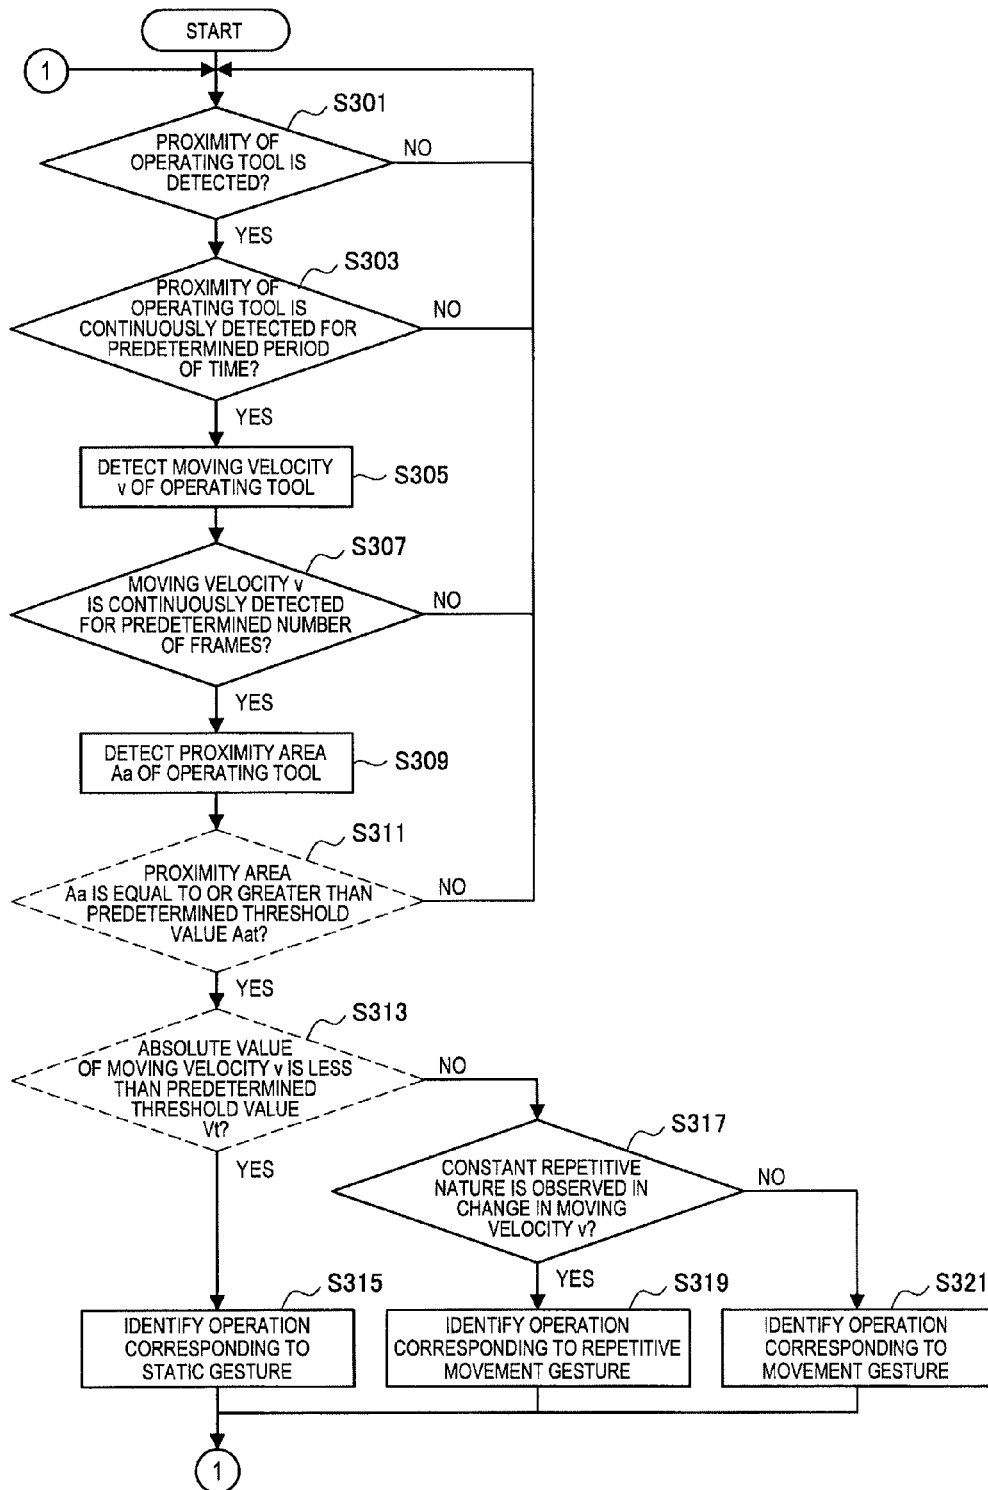 START
1
S301
PROXIMITY OF
OPERATING TOOL IS
DETECTED?
NO
YES
S303
PROXIMITY OF
OPERATING TOOL IS
CONTINUOUSLY DETECTED FOR
PREDETERMINED PERIOD
OF TIME?
NO
YES
DETECT MOVING VELOCITY
v OF OPERATING TOOL
S305
S307
MOVING VELOCITY v
IS CONTINUOUSLY DETECTED
FOR PREDETERMINED NUMBER
OF FRAMES?
NO
YES
DETECT PROXIMITY AREA
Aa OF OPERATING TOOL
S309
S311
PROXIMITY AREA
Aa IS EQUAL TO OR GREATER THAN
PREDETERMINED THRESHOLD
VALUE Aat?
NO
YES
S313
ABSOLUTE VALUE
OF MOVING VELOCITY v IS LESS
THAN PREDETERMINED
THRESHOLD VALUE
Vt?
NO
YES
S317
CONSTANT REPETITIVE
NATURE IS OBSERVED IN
CHANGE IN MOVING
VELOCITY v?
NO
YES
S315
IDENTIFY OPERATION
CORRESPONDING TO
STATIC GESTURE
S319
IDENTIFY OPERATION
CORRESPONDING TO REPETITIVE
MOVEMENT GESTURE
S321
IDENTIFY OPERATION
CORRESPONDING TO
MOVEMENT GESTURE
1